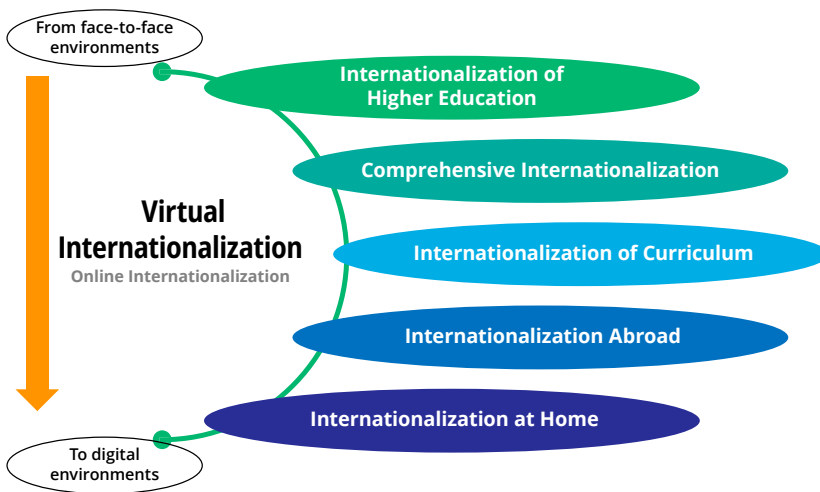 From face-to-face
environments
Internationalization of
Higher Education
Comprehensive Internationalization
Virtual
Internationalization
Online Internationalization
Internationalization of Curriculum
Internationalization Abroad
Internationalization at Home
To digital
environments